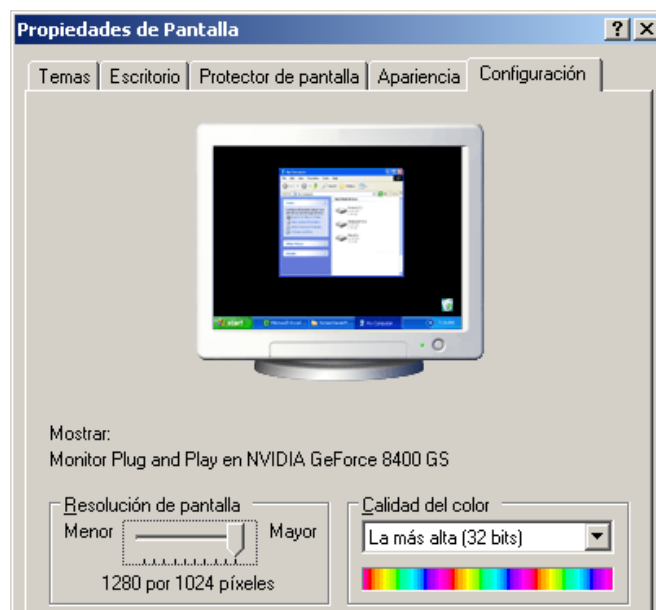 Propiedades de Pantalla
Temas Escritorio Protector de pantalla Apariencia Configuración
start
Mostrar:
Monitor Plug and Play en NVIDIA GeForce 8400 GS
Resolución de pantalla
Menor Mayor
1280 por 1024 píxeles
Calidad del color
La más alta (32 bits)